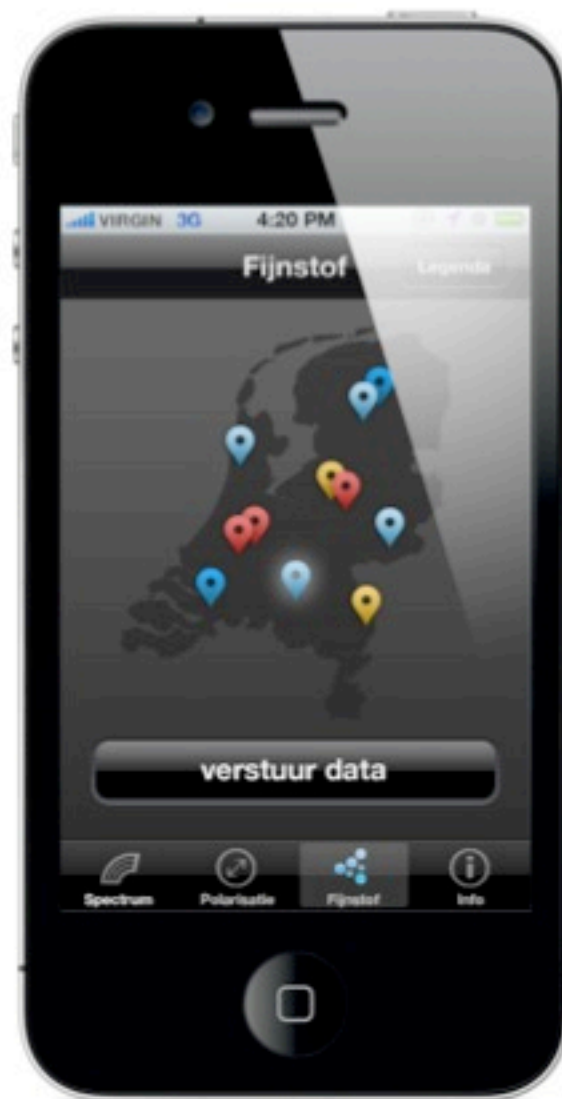 VIRGIN 3G 4:20 PM
Fijnstof Legenda
verstuur data
Spectrum Polarisatie Fijnstof Info